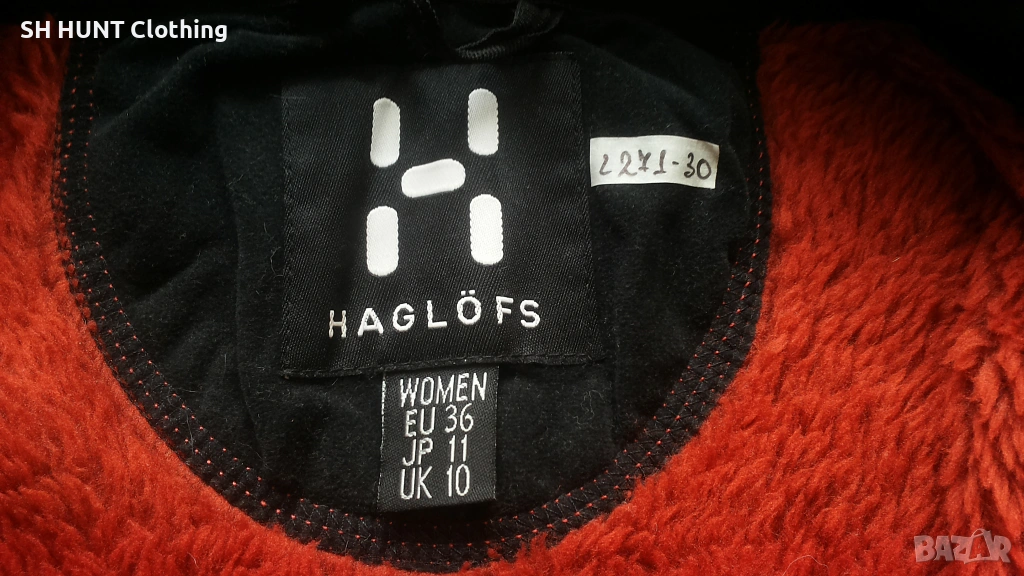 SH HUNT Clothing
2271-30
HAGLÖFS
WOMEN
EU 36
JP 11
UK 10
BAZAR